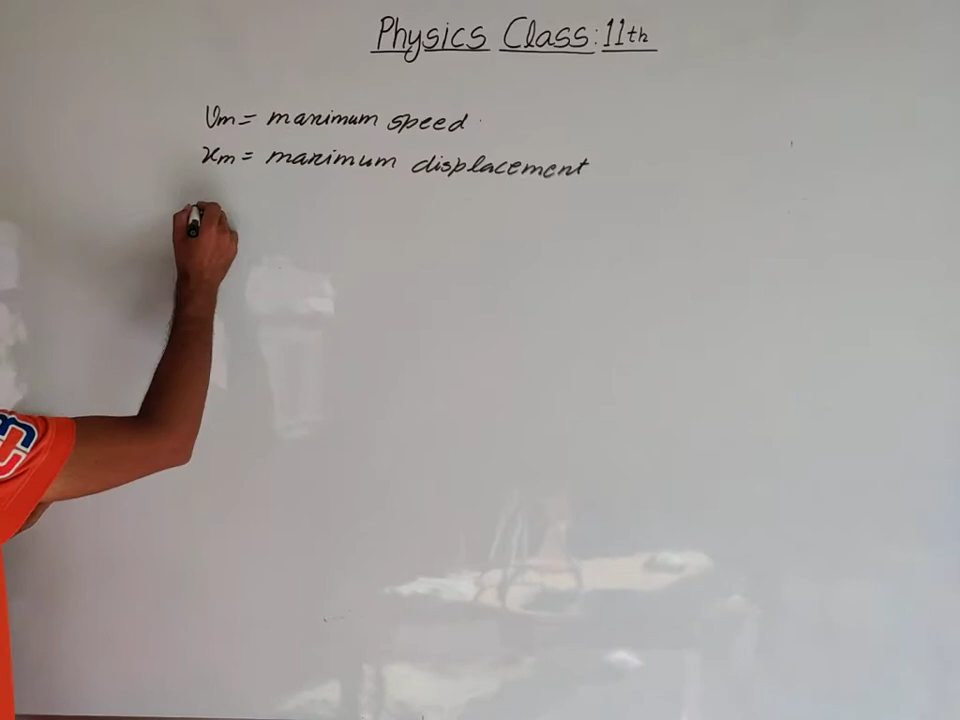 Physics Class: 11th
Vm = maximum speed
xm = maximum displacement